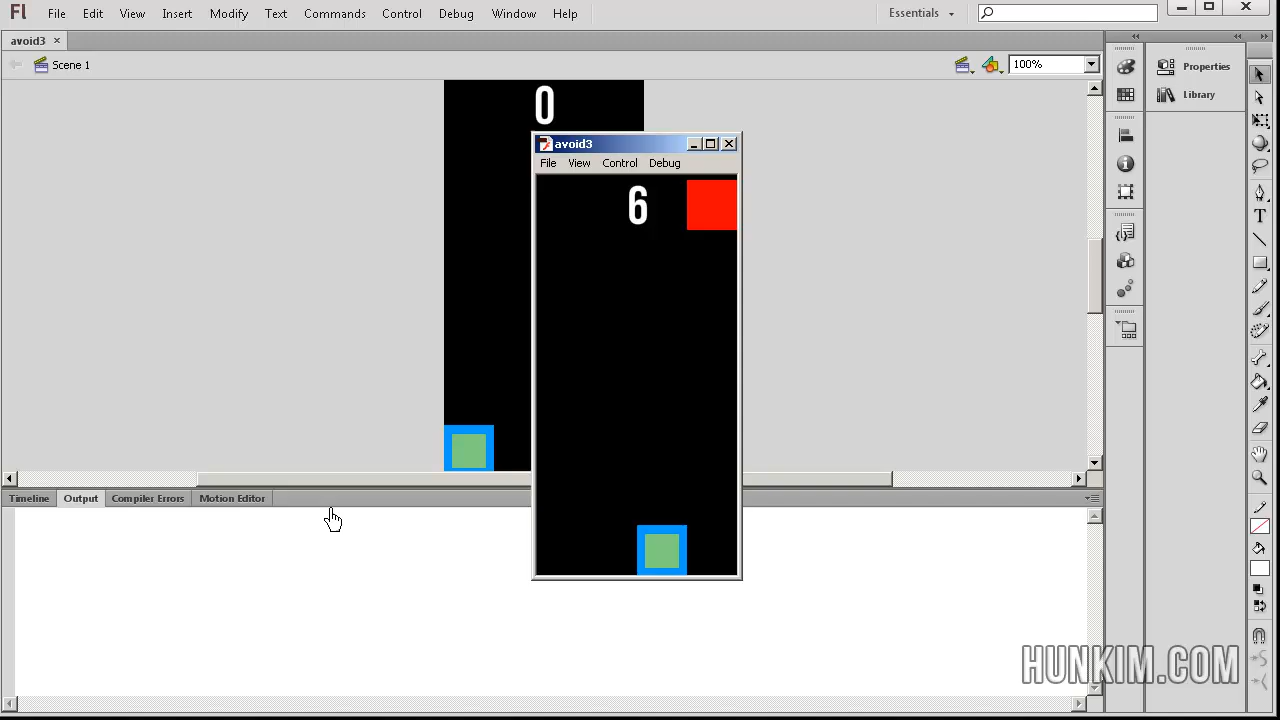 Fl File Edit View Insert Modify Text Commands Control Debug Window Help Essentials
avoid3
Scene 1 100%
Properties
Library
0
avoid3
File View Control Debug
6
Timeline Output Compiler Errors Motion Editor
HUNKIM.COM